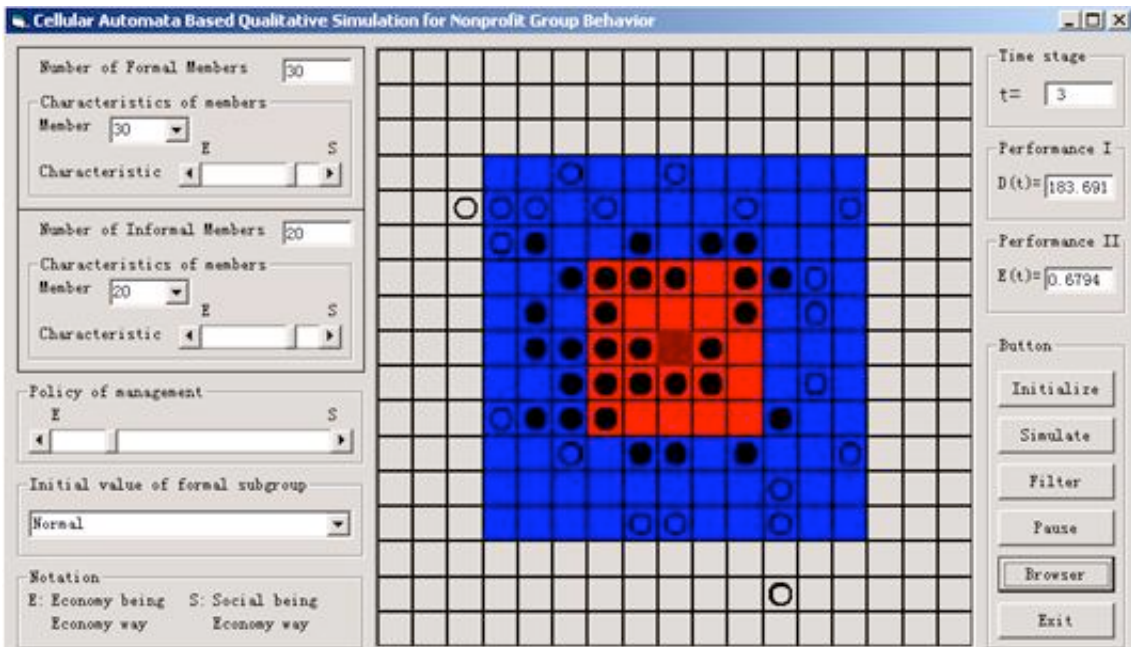 Cellular Automata Based Qualitative Simulation for Nonprofit Group Behavior
Number of Formal Members 30
Characteristics of members
Member 30
E S
Characteristic
Number of Informal Members 20
Characteristics of members
Member 20
E S
Characteristic
Policy of management
E S
Initial value of formal subgroup
Normal
Notation
E: Economy being S: Social being
Economy way Economy way
Time stage
t= 3
Performance I
D(t)= 183.691
Performance II
E(t)= 0.6794
Button
Initialize
Simulate
Filter
Pause
Browser
Exit